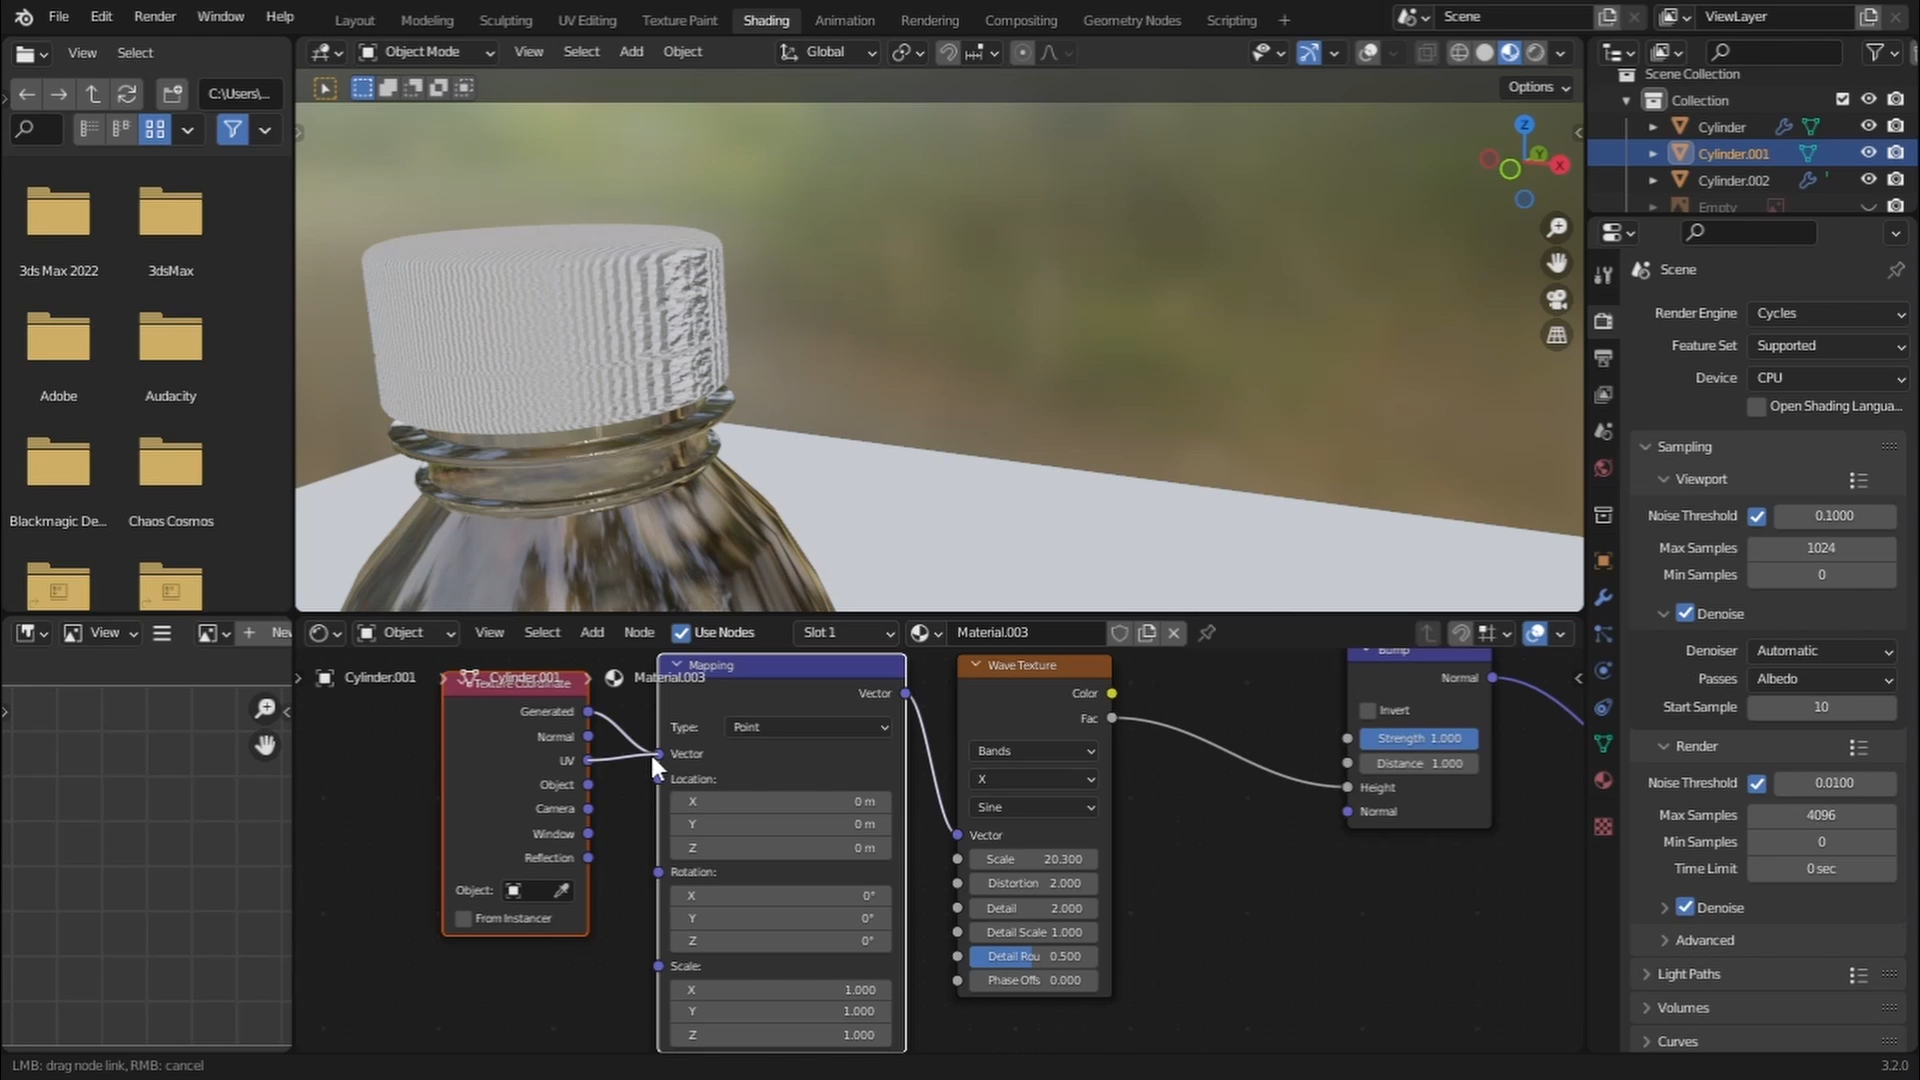 File Edit Render Window Help
Layout Modeling Sculpting UV Editing Texture Paint Shading Animation Rendering Compositing Geometry Nodes Scripting +
Scene
ViewLayer
View Select
Object Mode View Select Add Object
Global
C:\Users\...
Options
3ds Max 2022
3dsMax
Adobe
Audacity
Blackmagic De...
Chaos Cosmos
Z
Y
X
Scene Collection
Collection
Cylinder
Cylinder.001
Cylinder.002
Empty
Scene
Render Engine Cycles
Feature Set Supported
Device CPU
Open Shading Langua...
Sampling
Viewport
Noise Threshold 0.1000
Max Samples 1024
Min Samples 0
Denoise
Denoiser Automatic
Passes Albedo
Start Sample 10
Render
Noise Threshold 0.0100
Max Samples 4096
Min Samples 0
Time Limit 0 sec
Denoise
Advanced
Light Paths
Volumes
Curves
View
Object View Select Add Node Use Nodes Slot 1 Material.003
Cylinder.001 Cylinder.001 Material.003
Texture Coordinate
Generated
Normal
UV
Object
Camera
Window
Reflection
Object:
From Instancer
Mapping
Vector
Type: Point
Vector
Location:
X 0 m
Y 0 m
Z 0 m
Rotation:
X 0°
Y 0°
Z 0°
Scale:
X 1.000
Y 1.000
Z 1.000
Wave Texture
Color
Fac
Bands
X
Sine
Vector
Scale 20.300
Distortion 2.000
Detail 2.000
Detail Scale 1.000
Detail Rou 0.500
Phase Offs 0.000
Bump
Normal
Invert
Strength 1.000
Distance 1.000
Height
Normal
LMB: drag node link, RMB: cancel
3.2.0